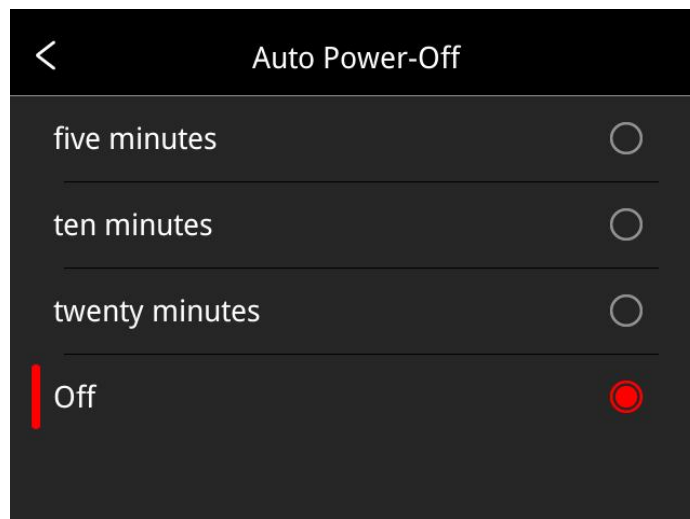 Auto Power-Off
five minutes
ten minutes
twenty minutes
Off